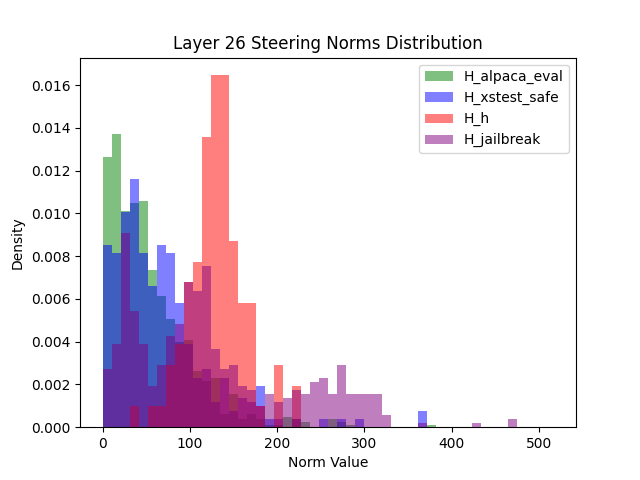 Layer 26 Steering Norms Distribution
H_alpaca_eval
H_xstest_safe
H_h
H_jailbreak
0.016
0.014
0.012
0.010
0.008
0.006
0.004
0.002
0.000
Density
0 100 200 300 400 500
Norm Value